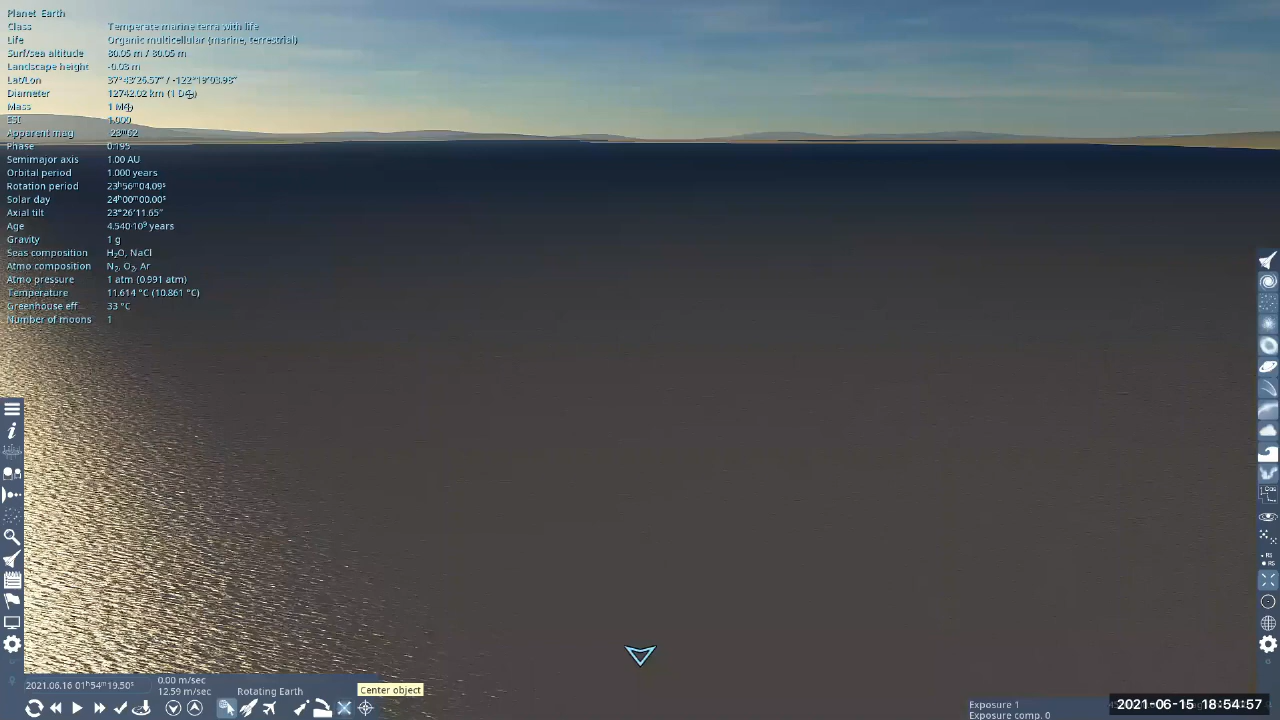 Planet Earth
Class Temperate marine terra with life
Life Organic multicellular (marine, terrestrial)
Surf/sea altitude 80.05 m / 80.05 m
Landscape height -0.03 m
Lat/Lon 37°43'26.57" / -122°19'03.98"
Diameter 12742.02 km (1 D⊕)
Mass 1 M⊕
ESI 1.000
Apparent mag -23ᵐ62
Phase 0.195
Semimajor axis 1.00 AU
Orbital period 1.000 years
Rotation period 23ʰ56ᵐ04.09ˢ
Solar day 24ʰ00ᵐ00.00ˢ
Axial tilt 23°26'11.65"
Age 4.540·10⁹ years
Gravity 1 g
Seas composition H₂O, NaCl
Atmo composition N₂, O₂, Ar
Atmo pressure 1 atm (0.991 atm)
Temperature 11.614 °C (10.861 °C)
Greenhouse eff 33 °C
Number of moons 1
RS
RS
2021.06.16 01ʰ54ᵐ19.50ˢ
0.00 m/sec
12.59 m/sec
Rotating Earth
Center object
Exposure 1
Exposure comp. 0
2021-06-15 18:54:57